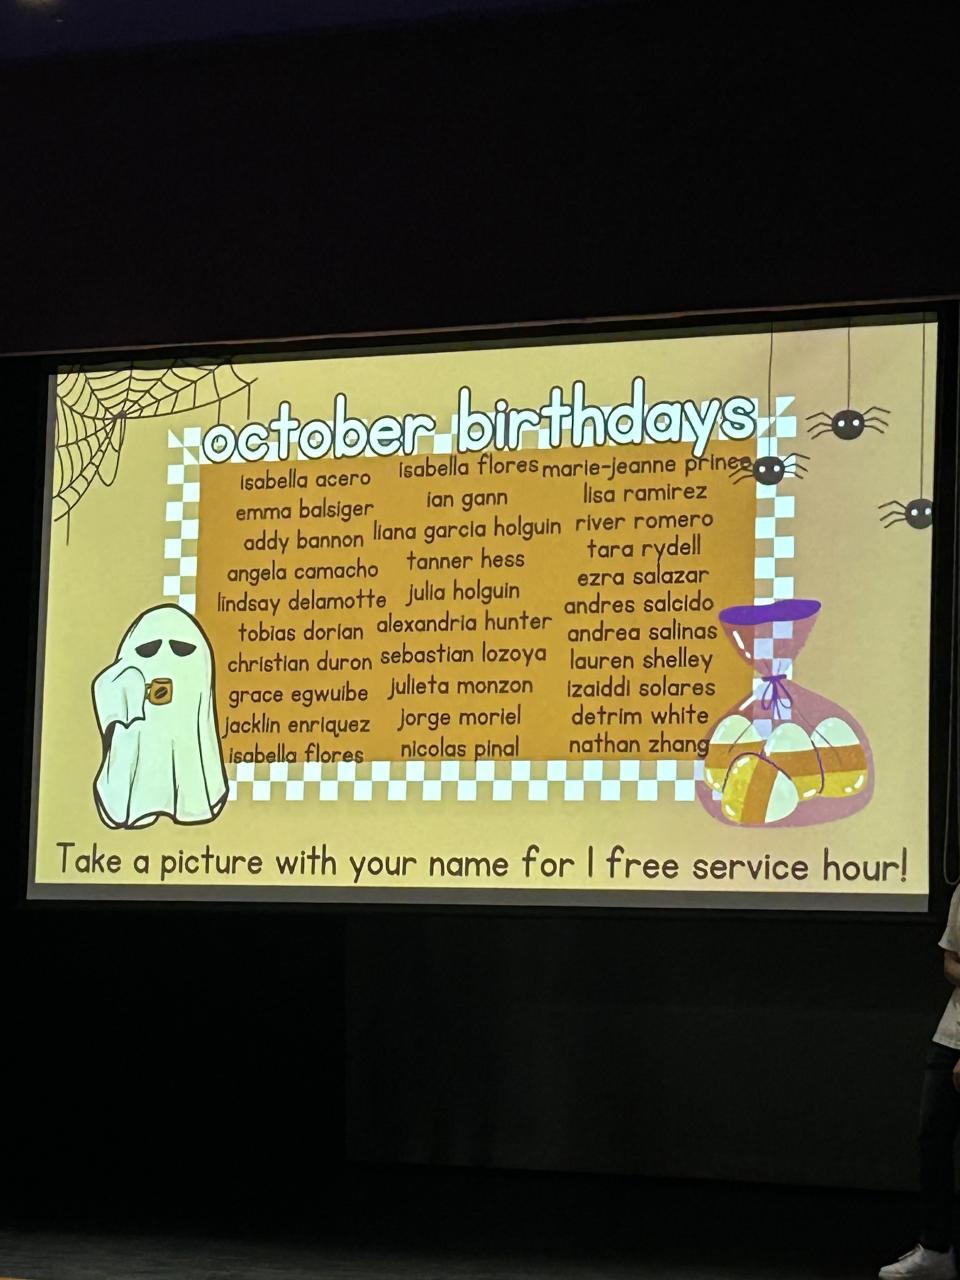 october birthdays
isabella acero
emma balsiger
addy bannon
angela camacho
lindsay delamotte
tobias dorian
christian duron
grace egwuibe
jacklin enriquez
isabella flores
isabella flores
ian gann
liana garcia holguin
tanner hess
julia holguin
alexandria hunter
sebastian lozoya
julieta monzon
jorge moriel
nicolas pinal
marie-jeanne prince
lisa ramirez
river romero
tara rydell
ezra salazar
andres salcido
andrea salinas
lauren shelley
izaiddi solares
detrim white
nathan zhang
Take a picture with your name for 1 free service hour!